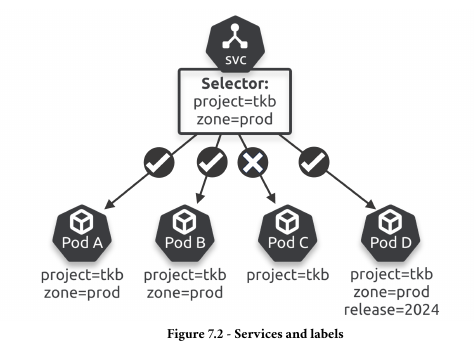 svc
Selector:
project=tkb
zone=prod
Pod A
Pod B
Pod C
Pod D
project=tkb
zone=prod
project=tkb
zone=prod
project=tkb
project=tkb
zone=prod
release=2024
Figure 7.2 - Services and labels